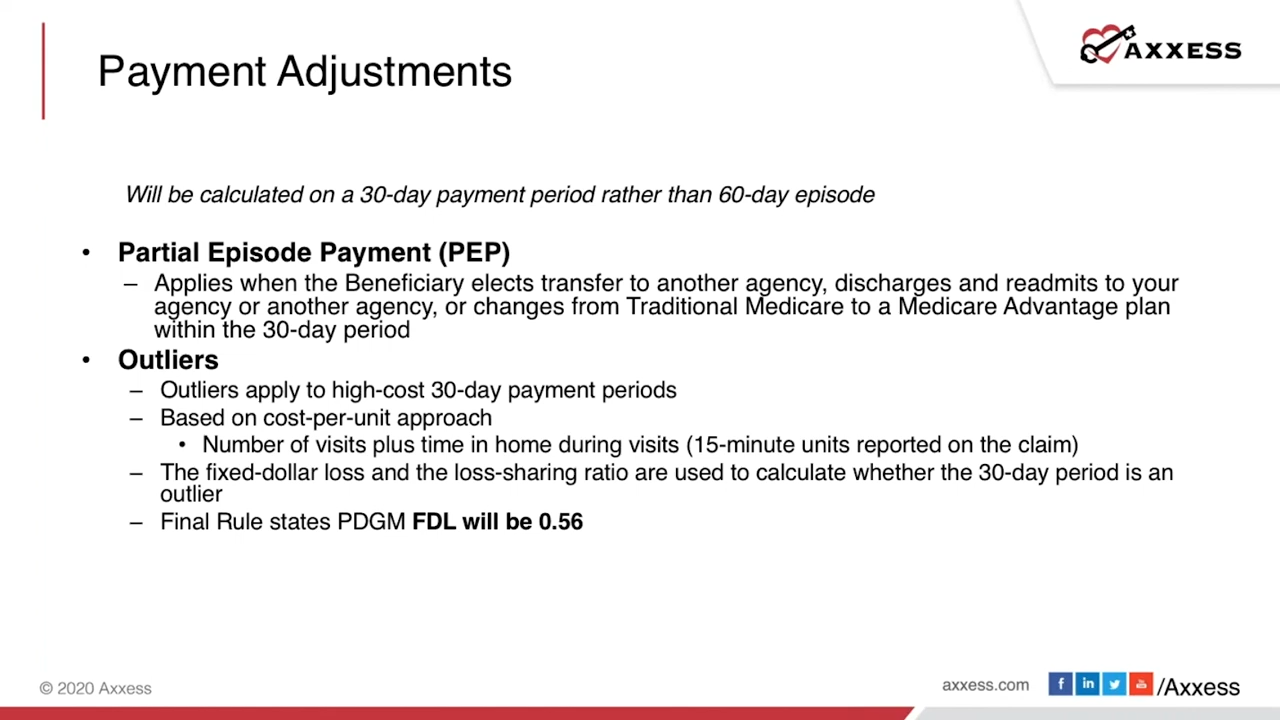 AXXESS
Payment Adjustments
Will be calculated on a 30-day payment period rather than 60-day episode
• Partial Episode Payment (PEP)
– Applies when the Beneficiary elects transfer to another agency, discharges and readmits to your
agency or another agency, or changes from Traditional Medicare to a Medicare Advantage plan
within the 30-day period
• Outliers
– Outliers apply to high-cost 30-day payment periods
– Based on cost-per-unit approach
• Number of visits plus time in home during visits (15-minute units reported on the claim)
– The fixed-dollar loss and the loss-sharing ratio are used to calculate whether the 30-day period is an
outlier
– Final Rule states PDGM FDL will be 0.56
© 2020 Axxess
axxess.com f in /Axxess